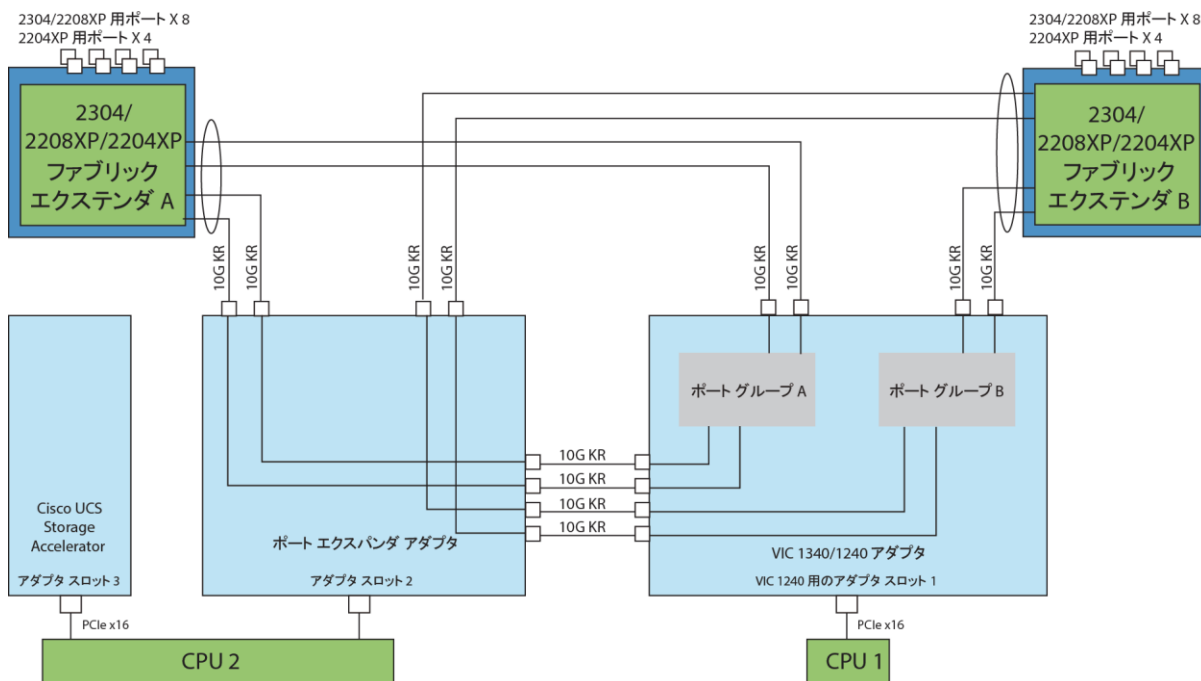 2304/2208XP 用ポート X 8
2204XP 用ポート X 4
2304/2208XP 用ポート X 8
2204XP 用ポート X 4
2304/
2208XP/2204XP
ファブリック
エクステンダ A
2304/
2208XP/2204XP
ファブリック
エクステンダ B
10G KR
10G KR
10G KR
10G KR
10G KR
10G KR
10G KR
10G KR
ポート グループ A
ポート グループ B
10G KR
10G KR
10G KR
10G KR
Cisco UCS
Storage
Accelerator
アダプタ スロット 3
ポート エクスパンダ アダプタ
アダプタ スロット 2
VIC 1340/1240 アダプタ
VIC 1240 用のアダプタ スロット 1
PCIe x16
PCIe x16
CPU 2
CPU 1